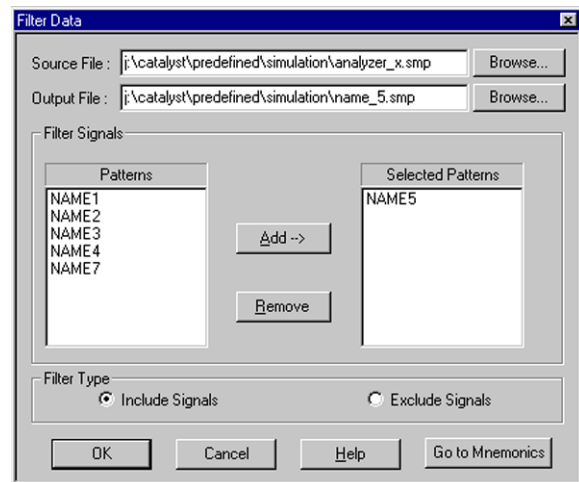 Filter Data
Source File : j:\catalyst\predefined\simulation\analyzer_x.smp Browse...
Output File : j:\catalyst\predefined\simulation\name_5.smp Browse...
Filter Signals
Patterns
NAME1
NAME2
NAME3
NAME4
NAME7
Add -->
Remove
Selected Patterns
NAME5
Filter Type
Include Signals Exclude Signals
OK Cancel Help Go to Mnemonics